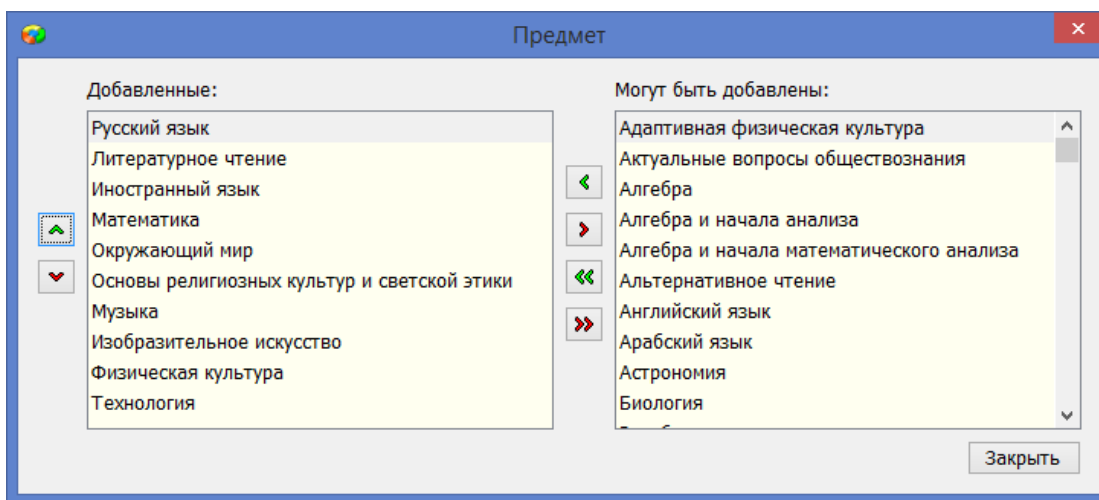 Предмет
Добавленные:
Русский язык
Литературное чтение
Иностранный язык
Математика
Окружающий мир
Основы религиозных культур и светской этики
Музыка
Изобразительное искусство
Физическая культура
Технология
Могут быть добавлены:
Адаптивная физическая культура
Актуальные вопросы обществознания
Алгебра
Алгебра и начала анализа
Алгебра и начала математического анализа
Альтернативное чтение
Английский язык
Арабский язык
Астрономия
Биология
Закрыть